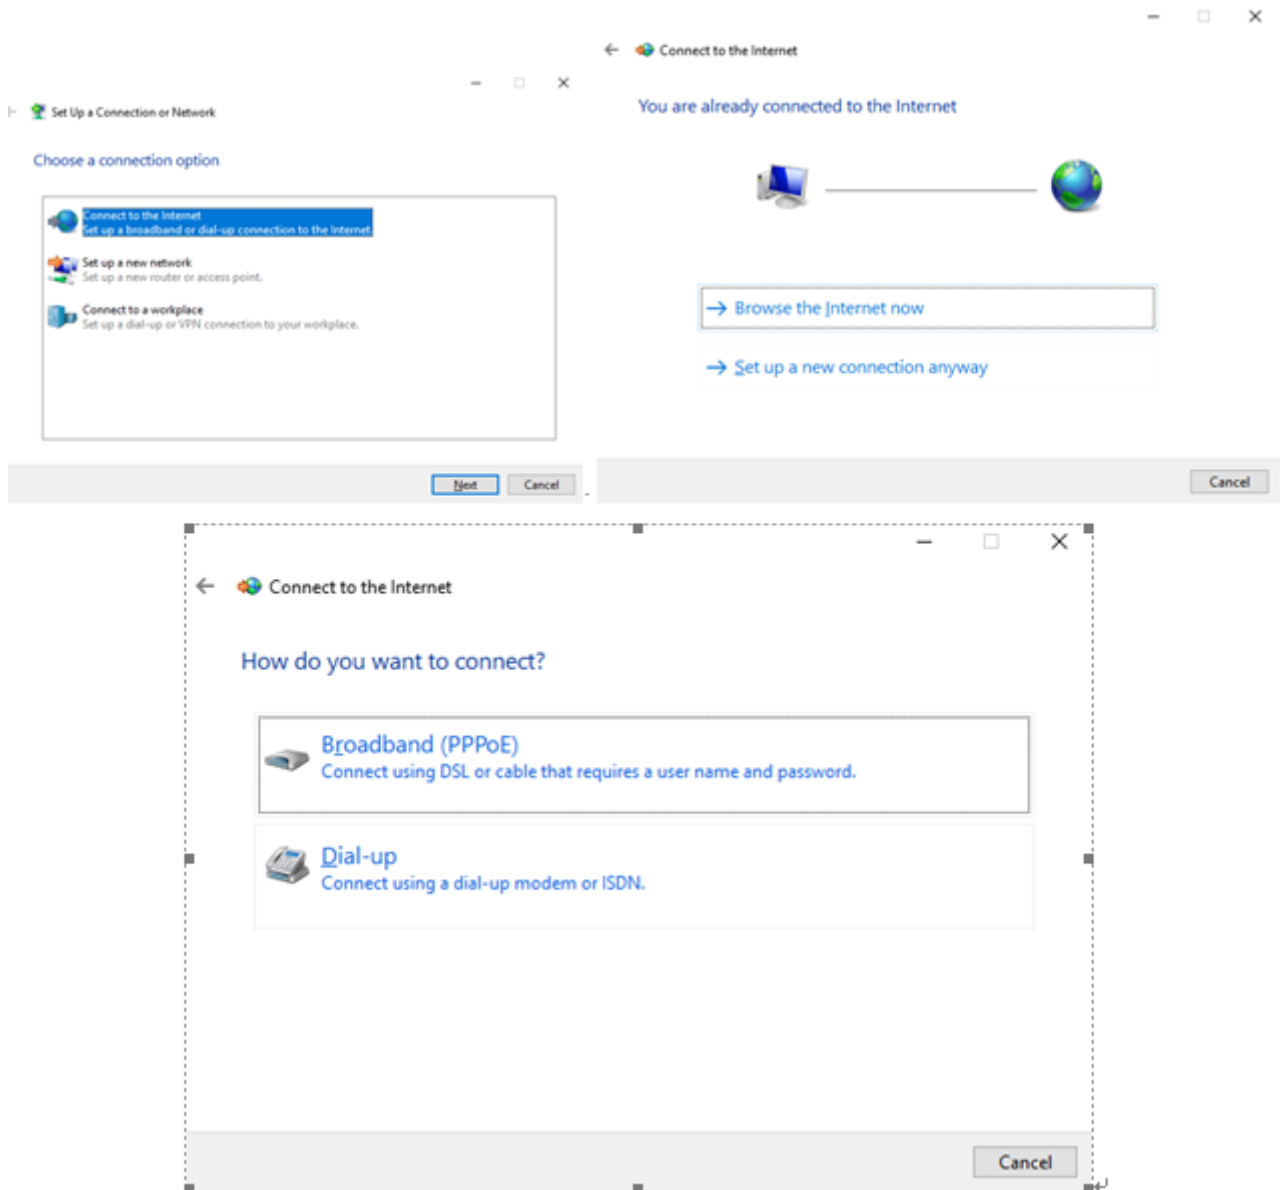 Set Up a Connection or Network
Choose a connection option
Connect to the Internet
Set up a broadband or dial-up connection to the Internet.
Set up a new network
Set up a new router or access point.
Connect to a workplace
Set up a dial-up or VPN connection to your workplace.
Next
Cancel
Connect to the Internet
You are already connected to the Internet
Browse the Internet now
Set up a new connection anyway
Cancel
Connect to the Internet
How do you want to connect?
Broadband (PPPoE)
Connect using DSL or cable that requires a user name and password.
Dial-up
Connect using a dial-up modem or ISDN.
Cancel